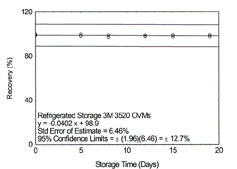 120
80
40
0
Recovery (%)
Refrigerated Storage 3M 3520 OVMs
y = -0.0402 x + 98.9
Std Error of Estimate = 6.46%
95% Confidence Limits = ± (1.96)(6.46) = ± 12.7%
0 5 10 15 20
Storage Time (Days)